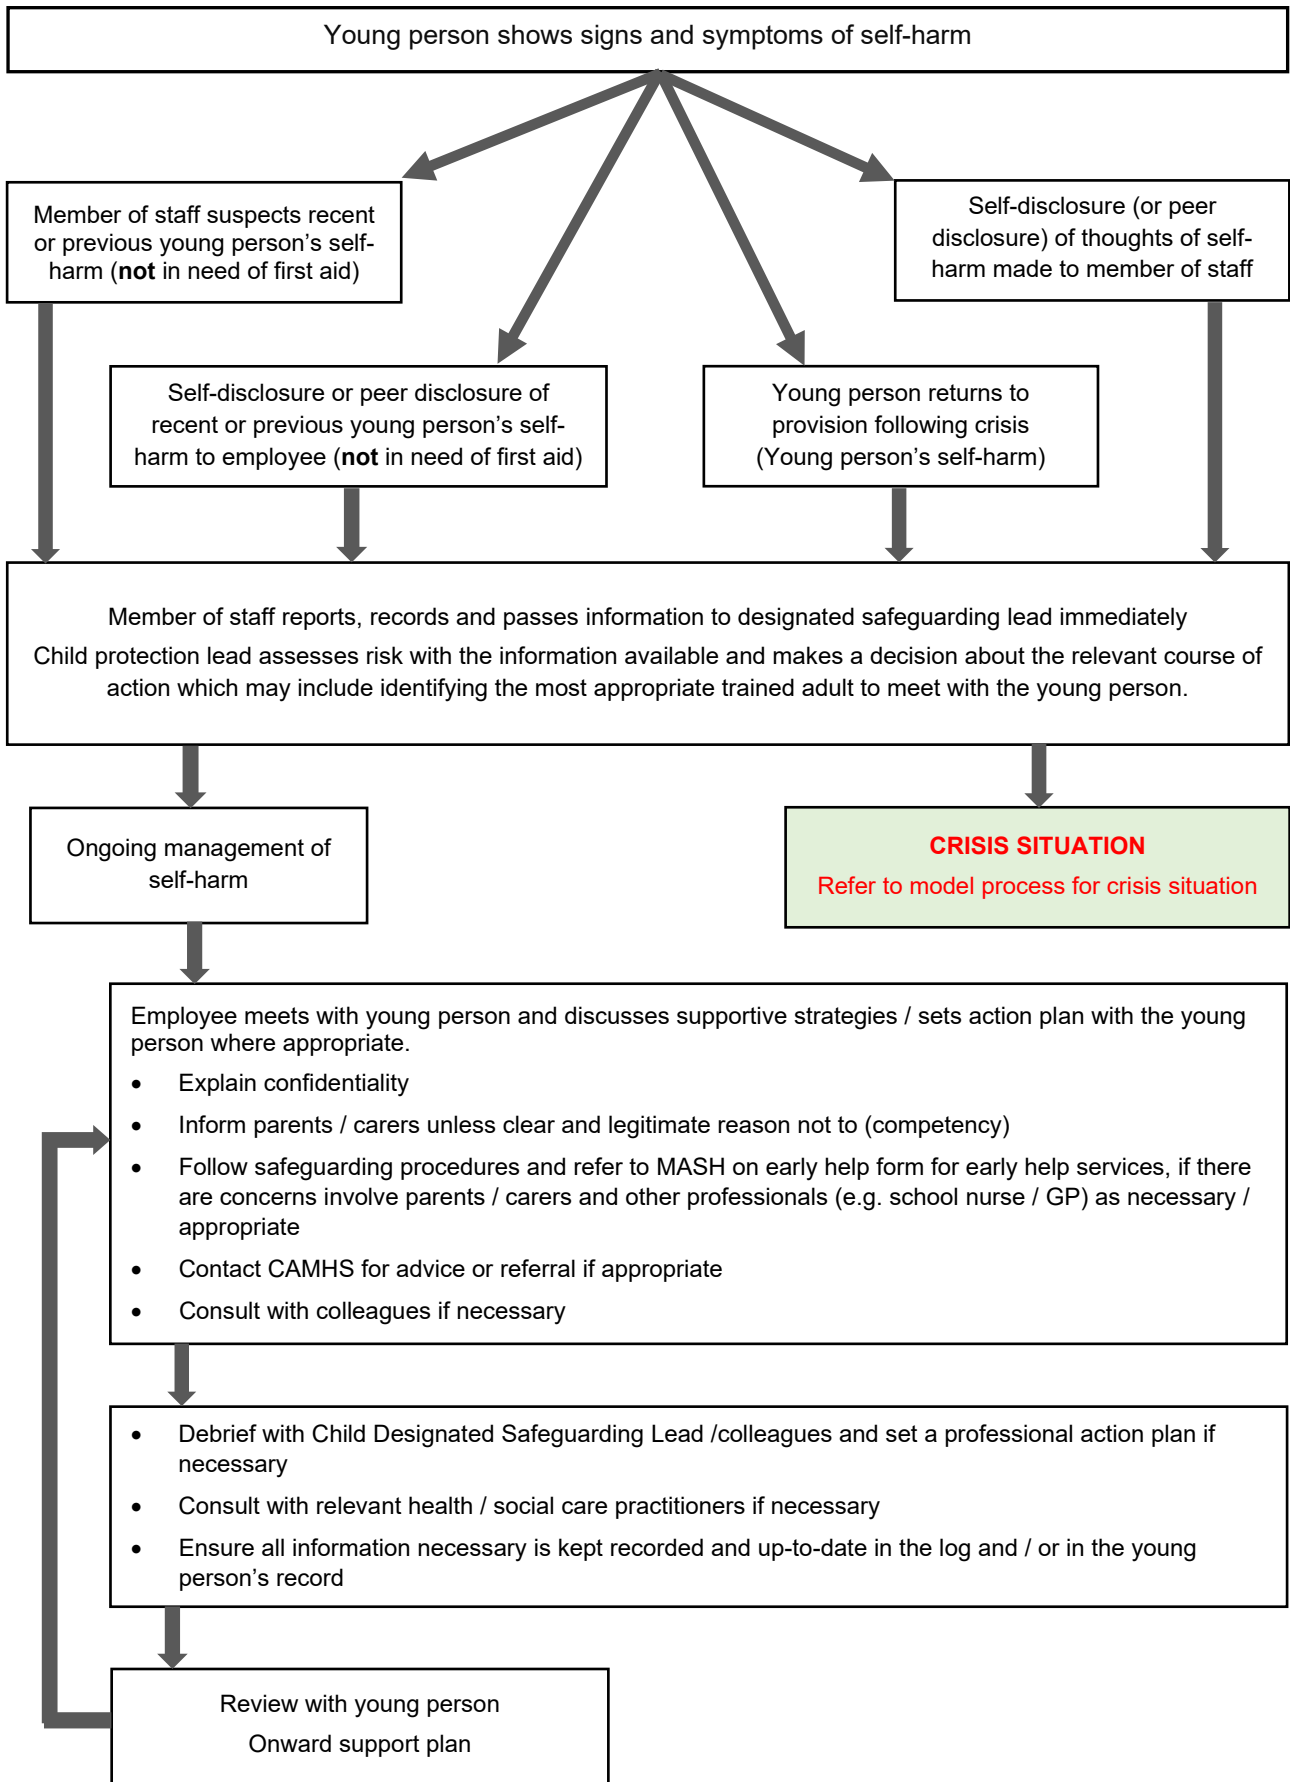 Young person shows signs and symptoms of self-harm
Member of staff suspects recent
or previous young person’s self-
harm (not in need of first aid)
Self-disclosure (or peer
disclosure) of thoughts of self-
harm made to member of staff
Self-disclosure or peer disclosure of
recent or previous young person’s self-
harm to employee (not in need of first aid)
Young person returns to
provision following crisis
(Young person’s self-harm)
Member of staff reports, records and passes information to designated safeguarding lead immediately
Child protection lead assesses risk with the information available and makes a decision about the relevant course of
action which may include identifying the most appropriate trained adult to meet with the young person.
Ongoing management of
self-harm
CRISIS SITUATION
Refer to model process for crisis situation
Employee meets with young person and discusses supportive strategies / sets action plan with the young
person where appropriate.
• Explain confidentiality
• Inform parents / carers unless clear and legitimate reason not to (competency)
• Follow safeguarding procedures and refer to MASH on early help form for early help services, if there
are concerns involve parents / carers and other professionals (e.g. school nurse / GP) as necessary /
appropriate
• Contact CAMHS for advice or referral if appropriate
• Consult with colleagues if necessary
• Debrief with Child Designated Safeguarding Lead /colleagues and set a professional action plan if
necessary
• Consult with relevant health / social care practitioners if necessary
• Ensure all information necessary is kept recorded and up-to-date in the log and / or in the young
person’s record
Review with young person
Onward support plan